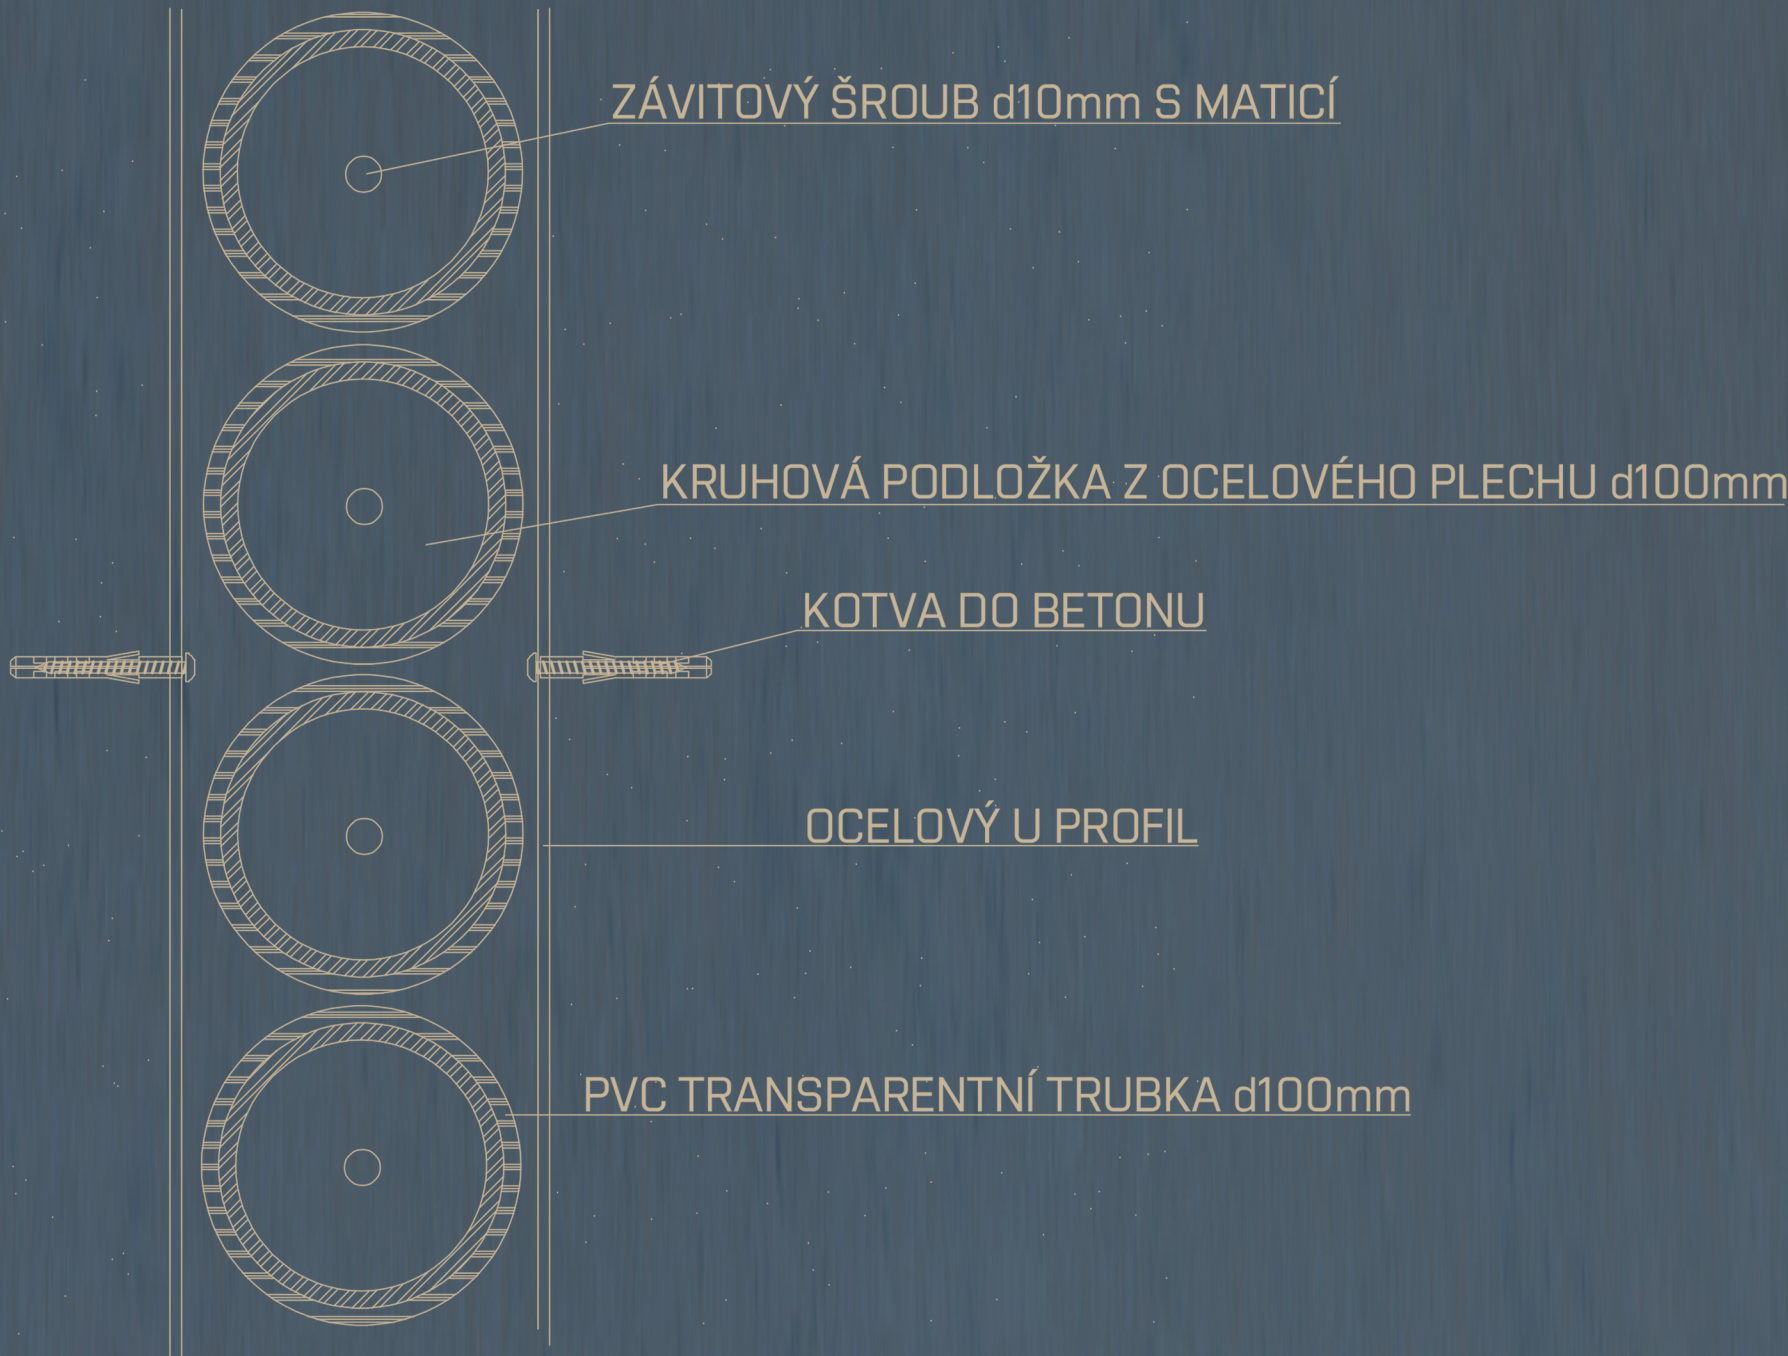 ZÁVITOVÝ ŠROUB d10mm S MATICÍ
KRUHOVÁ PODLOŽKA Z OCELOVÉHO PLECHU d100mm
KOTVA DO BETONU
OCELOVÝ U PROFIL
PVC TRANSPARENTNÍ TRUBKA d100mm